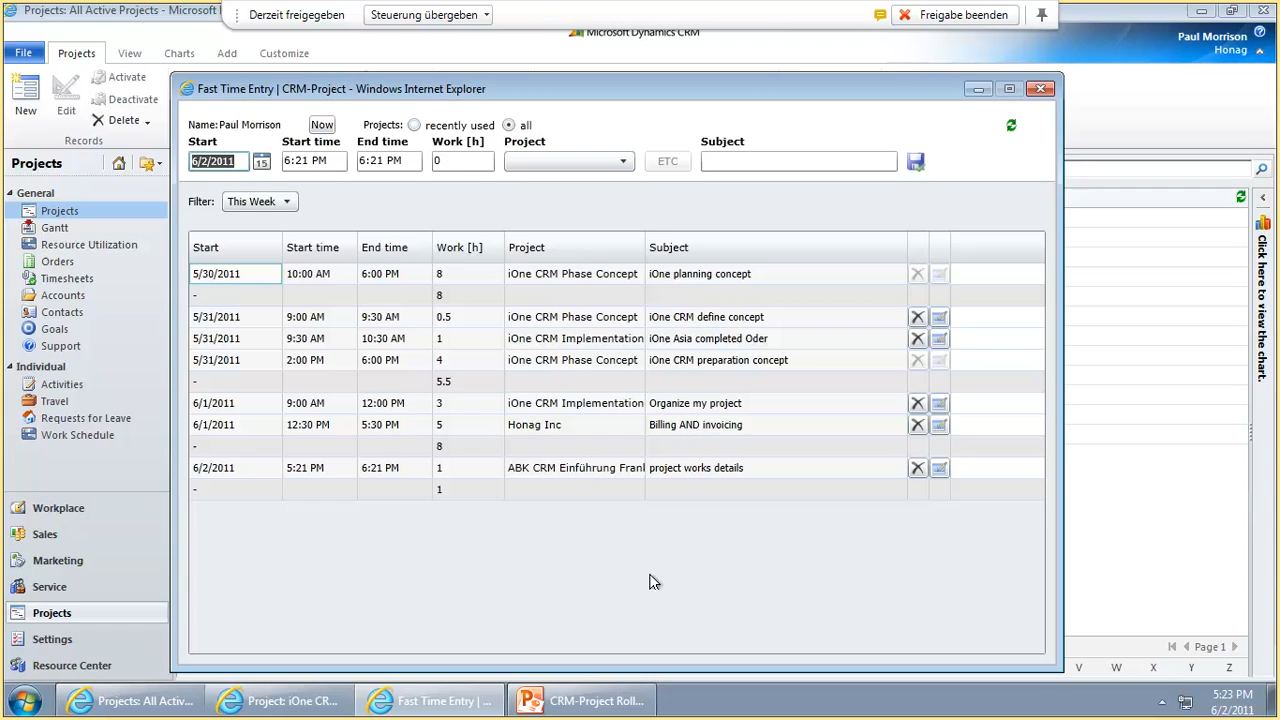 Projects: All Active Projects - Microsoft
Derzeit freigegeben
Steuerung übergeben
Freigabe beenden
Microsoft Dynamics CRM
File
Projects
View
Charts
Add
Customize
Paul Morrison
Honag
New
Edit
Activate
Deactivate
Delete
Records
Projects
General
Projects
Gantt
Resource Utilization
Orders
Timesheets
Accounts
Contacts
Goals
Support
Individual
Activities
Travel
Requests for Leave
Work Schedule
Workplace
Sales
Marketing
Service
Projects
Settings
Resource Center
Fast Time Entry | CRM-Project - Windows Internet Explorer
Name:Paul Morrison Now Projects: recently used all
Start Start time End time Work [h] Project Subject
6/2/2011 15 6:21 PM 6:21 PM 0 ETC
Filter: This Week
Start Start time End time Work [h] Project Subject
5/30/2011 10:00 AM 6:00 PM 8 iOne CRM Phase Concept iOne planning concept
- 8
5/31/2011 9:00 AM 9:30 AM 0.5 iOne CRM Phase Concept iOne CRM define concept
5/31/2011 9:30 AM 10:30 AM 1 iOne CRM Implementation iOne Asia completed Oder
5/31/2011 2:00 PM 6:00 PM 4 iOne CRM Phase Concept iOne CRM preparation concept
- 5.5
6/1/2011 9:00 AM 12:00 PM 3 iOne CRM Implementation Organize my project
6/1/2011 12:30 PM 5:30 PM 5 Honag Inc Billing AND invoicing
- 8
6/2/2011 5:21 PM 6:21 PM 1 ABK CRM Einführung Frank project works details
- 1
Click here to view the chart.
Page 1
V W X Y Z
Projects: All Activ...
Project: iOne CR...
Fast Time Entry | ...
CRM-Project Roll...
5:23 PM
6/2/2011